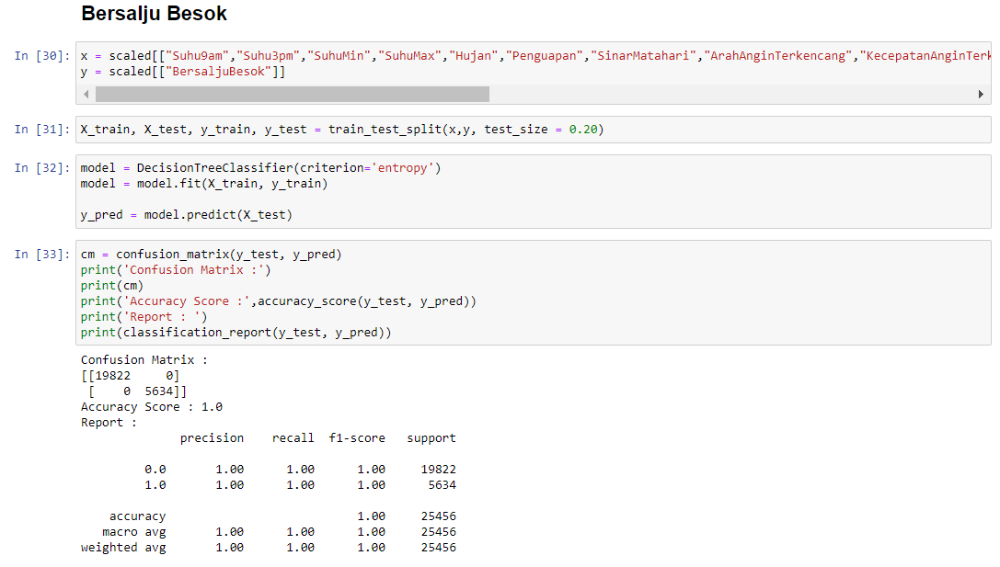 Bersalju Besok
In [30]: x = scaled[["Suhu9am","Suhu3pm","SuhuMin","SuhuMax","Hujan","Penguapan","SinarMatahari","ArahAnginTerkencang","KecepatanAnginTerk
y = scaled[["BersaljuBesok"]]
In [31]: X_train, X_test, y_train, y_test = train_test_split(x,y, test_size = 0.20)
In [32]: model = DecisionTreeClassifier(criterion='entropy')
model = model.fit(X_train, y_train)
y_pred = model.predict(X_test)
In [33]: cm = confusion_matrix(y_test, y_pred)
print('Confusion Matrix :')
print(cm)
print('Accuracy Score :',accuracy_score(y_test, y_pred))
print('Report : ')
print(classification_report(y_test, y_pred))
Confusion Matrix :
[[19822     0]
 [    0  5634]]
Accuracy Score : 1.0
Report :
              precision    recall  f1-score   support
         0.0       1.00      1.00      1.00     19822
         1.0       1.00      1.00      1.00      5634
    accuracy                           1.00     25456
   macro avg       1.00      1.00      1.00     25456
weighted avg       1.00      1.00      1.00     25456